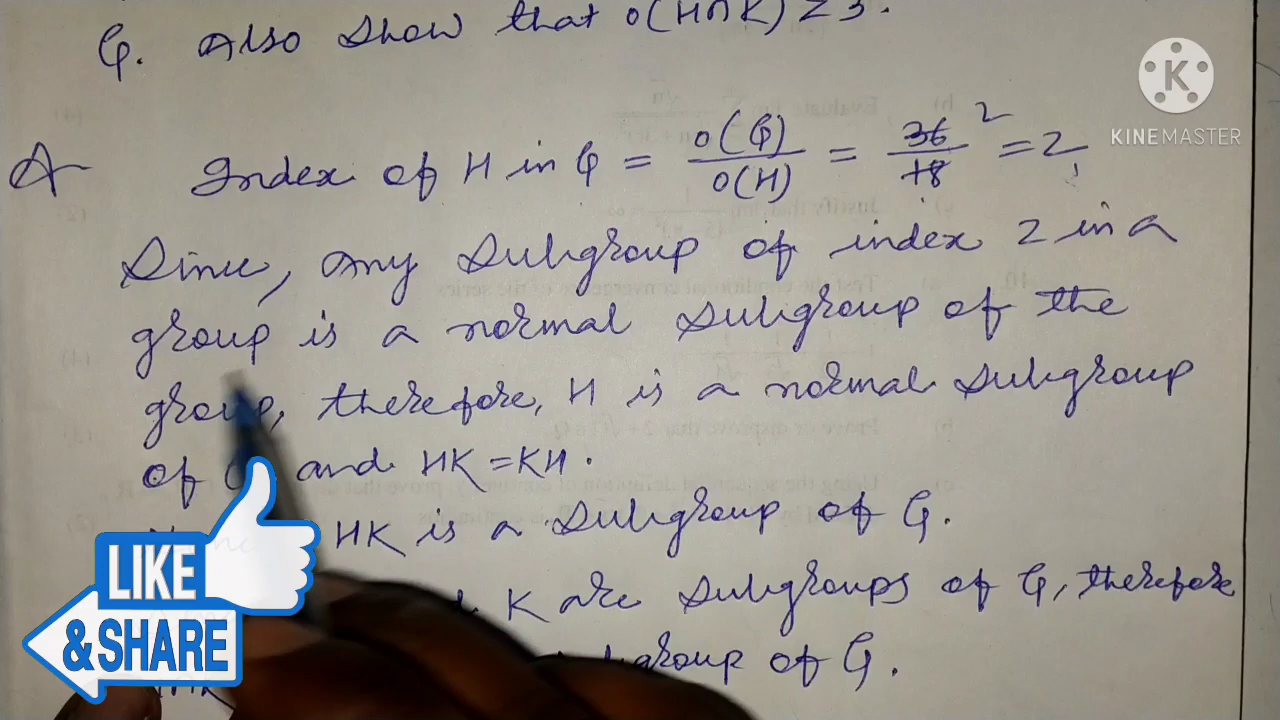 G. Also show that o(H∩K) ≥ 3.
KINEMASTER
A Index of H in G = o(G)/o(H) = 36/18 2 = 2,
Since, any subgroup of index 2 in a
group is a normal subgroup of the
group, therefore, H is a normal subgroup
of G and HK = KH.
HK is a subgroup of G.
K are subgroups of G, therefore
subgroup of G.
LIKE
& SHARE